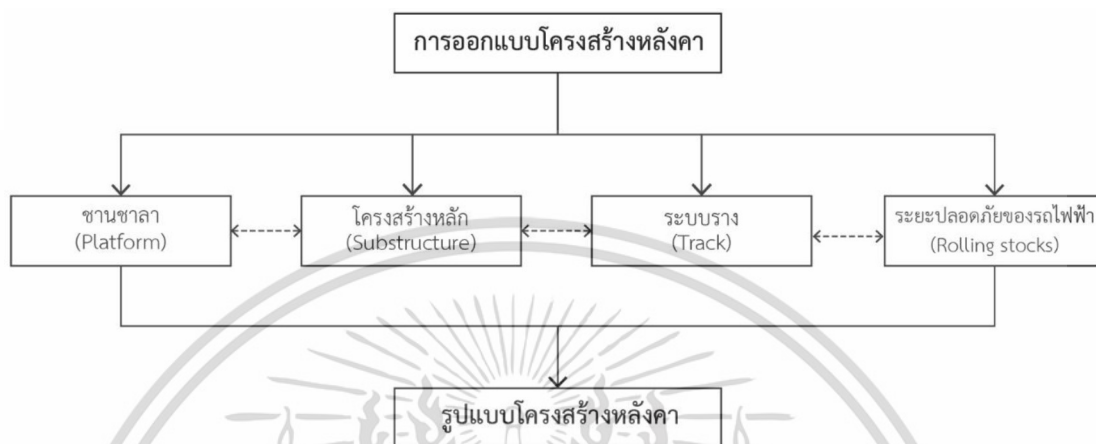 การออกแบบโครงสร้างหลังคา
ชานชาลา
(Platform)
โครงสร้างหลัก
(Substructure)
ระบบราง
(Track)
ระยะปลอดภัยของรถไฟฟ้า
(Rolling stocks)
รูปแบบโครงสร้างหลังคา